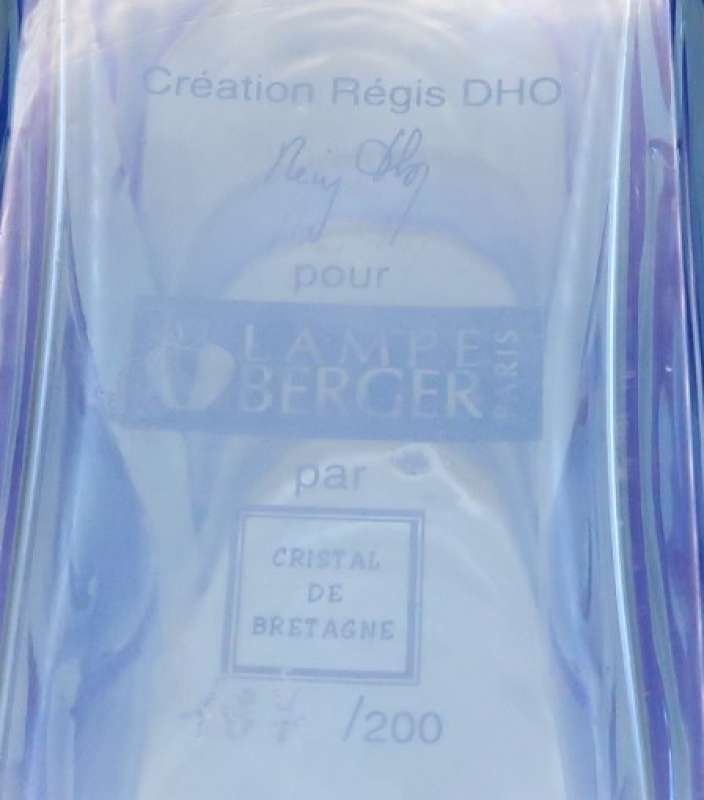 Création Régis DHO
pour
LAMPE
BERGER
PARIS
par
CRISTAL
DE
BRETAGNE
/200